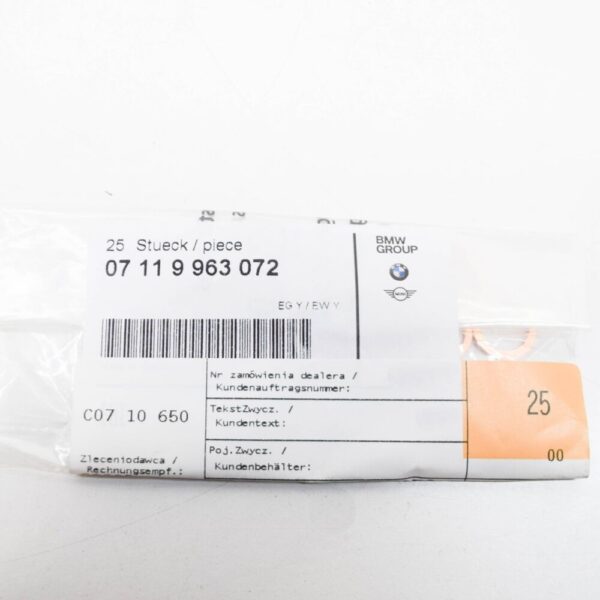 25 Stueck / piece
07 11 9 963 072
EG Y / EW Y
BMW
GROUP
Nr zamówienia dealera /
Kundenauftragsnummer:
C07 10 650
TekstZwycz. /
Kundentext:
Zleceniodawca /
Rechnungsempf.:
Poj.Zwycz. /
Kundenbehälter:
25
00